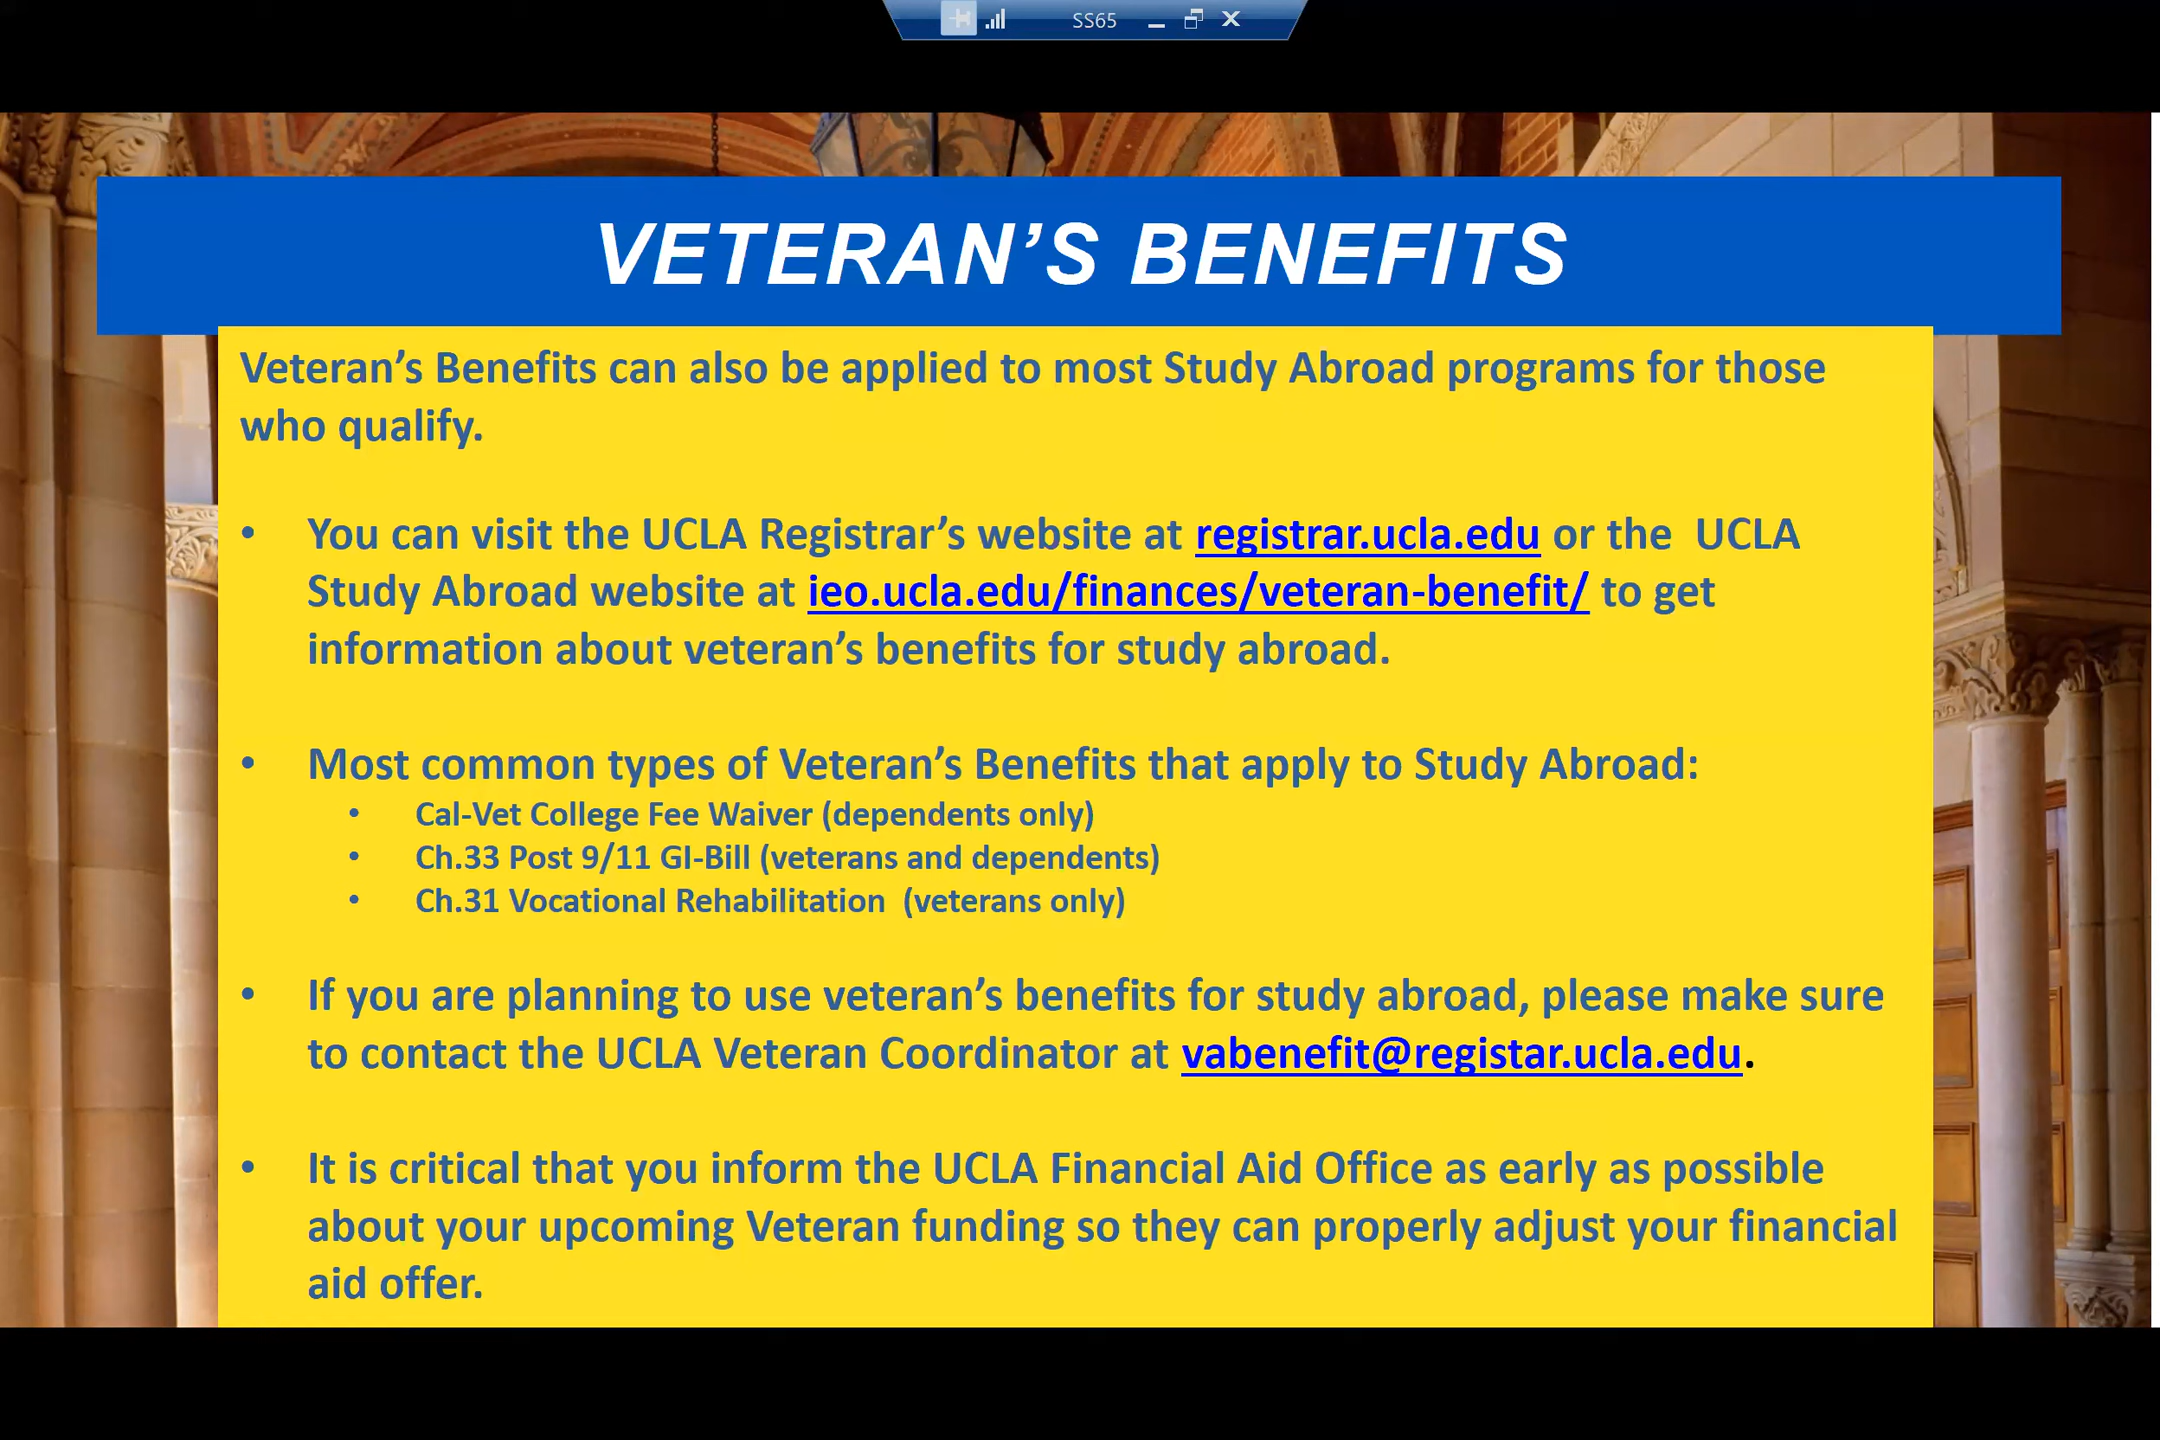 SS65
VETERAN’S BENEFITS
Veteran’s Benefits can also be applied to most Study Abroad programs for those
who qualify.
• You can visit the UCLA Registrar’s website at registrar.ucla.edu or the UCLA
Study Abroad website at ieo.ucla.edu/finances/veteran-benefit/ to get
information about veteran’s benefits for study abroad.
• Most common types of Veteran’s Benefits that apply to Study Abroad:
• Cal-Vet College Fee Waiver (dependents only)
• Ch.33 Post 9/11 GI-Bill (veterans and dependents)
• Ch.31 Vocational Rehabilitation (veterans only)
• If you are planning to use veteran’s benefits for study abroad, please make sure
to contact the UCLA Veteran Coordinator at vabenefit@registar.ucla.edu.
• It is critical that you inform the UCLA Financial Aid Office as early as possible
about your upcoming Veteran funding so they can properly adjust your financial
aid offer.